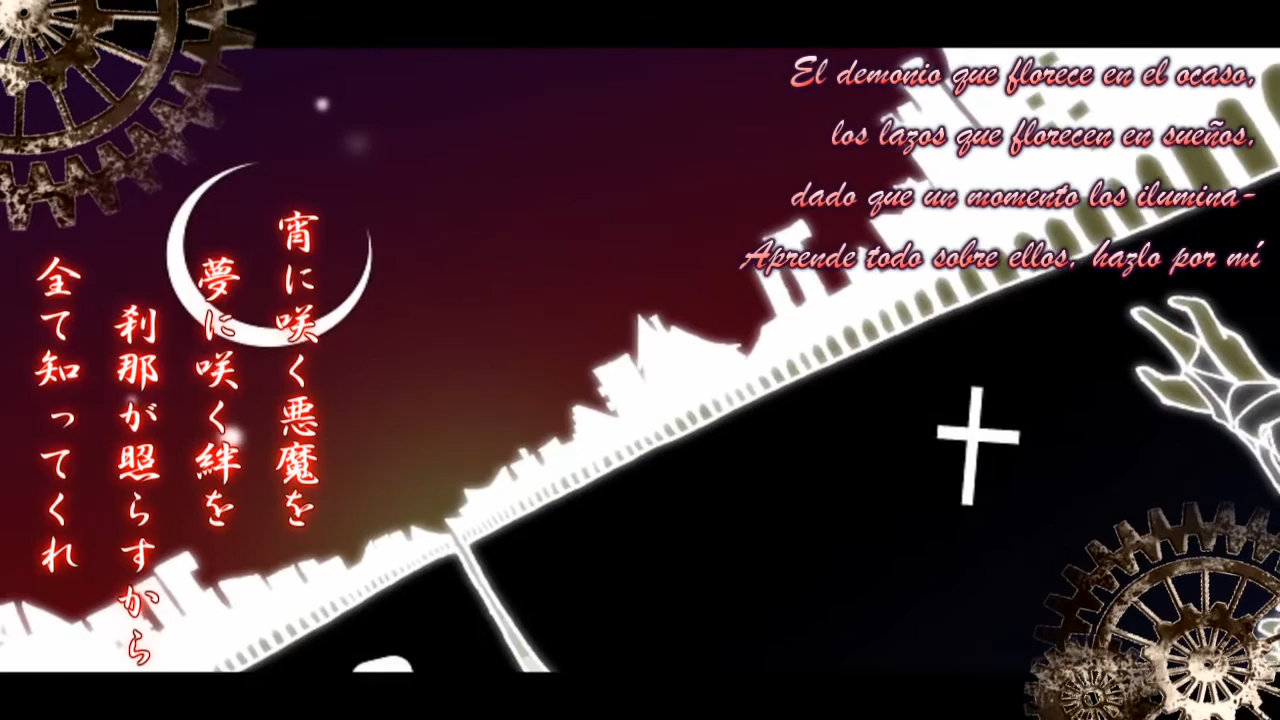 宵に咲く悪魔を
夢に咲く絆を
刹那が照らすから
全て知ってくれ
El demonio que florece en el ocaso,
los lazos que florecen en sueños,
dado que un momento los ilumina-
Aprende todo sobre ellos, hazlo por mí